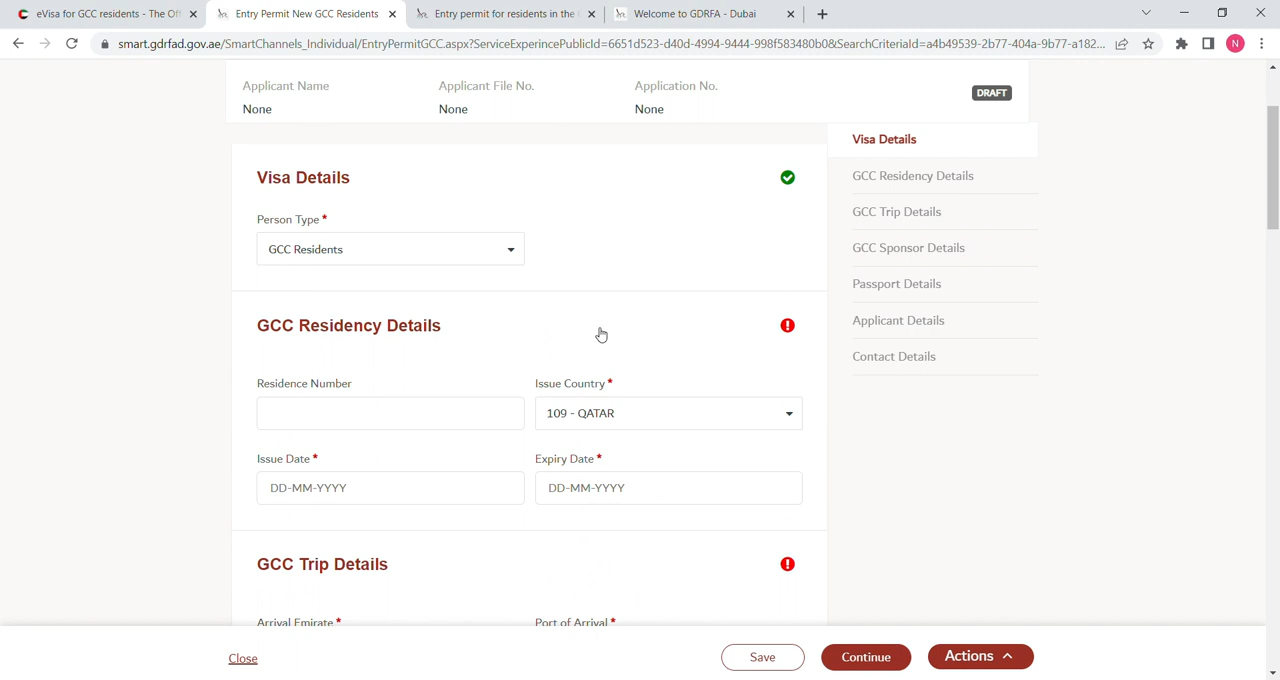 eVisa for GCC residents - The Off
Entry Permit New GCC Residents
Entry permit for residents in the
Welcome to GDRFA - Dubai
smart.gdrfad.gov.ae/SmartChannels_Individual/EntryPermitGCC.aspx?ServiceExperincePublicId=6651d523-d40d-4994-9444-998f583480b0&SearchCriteriaId=a4b49539-2b77-404a-9b77-a182...
N
Applicant Name
Applicant File No.
Application No.
None
None
None
DRAFT
Visa Details
Person Type *
GCC Residents
GCC Residency Details
Residence Number
Issue Country *
109 - QATAR
Issue Date *
Expiry Date *
DD-MM-YYYY
DD-MM-YYYY
GCC Trip Details
Arrival Emirate *
Port of Arrival *
Visa Details
GCC Residency Details
GCC Trip Details
GCC Sponsor Details
Passport Details
Applicant Details
Contact Details
Close
Save
Continue
Actions